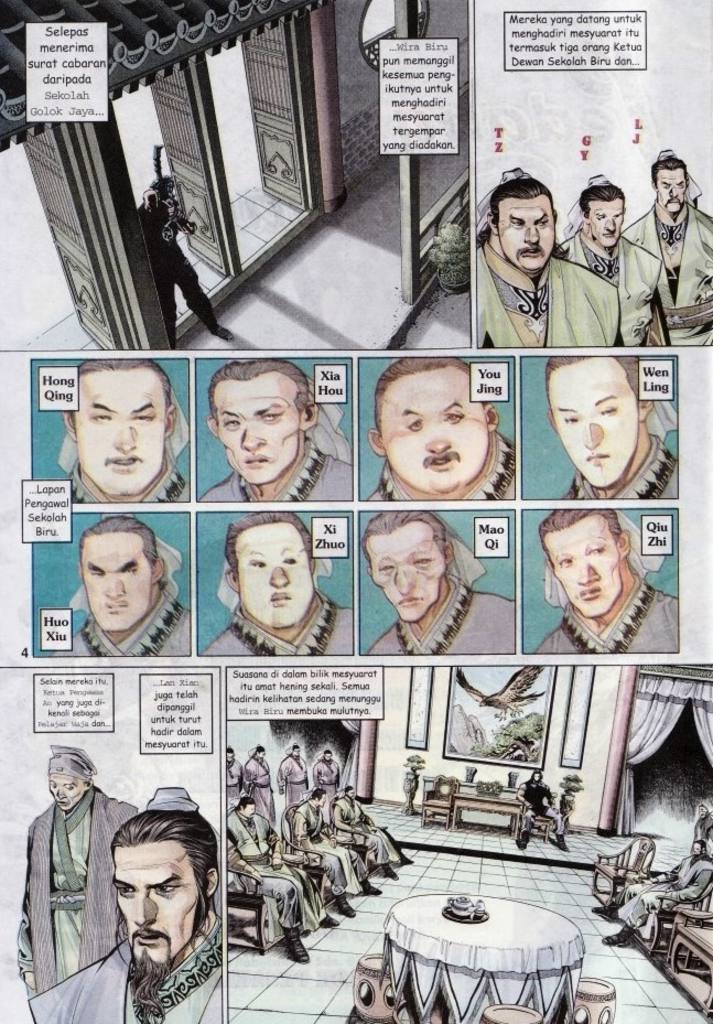 Selepas
menerima
surat cabaran
daripada
Sekolah
Golok Jaya...
...Wira Biru
pun memanggil
kesemua peng-
ikutnya untuk
menghadiri
mesyuarat
tergempar
yang diadakan.
Mereka yang datang untuk
menghadiri mesyuarat itu
termasuk tiga orang Ketua
Dewan Sekolah Biru dan...
TZ
GY
LJ
Hong
Qing
Xia
Hou
You
Jing
Wen
Ling
...Lapan
Pengawal
Sekolah
Biru.
Huo
Xiu
Xi
Zhuo
Mao
Qi
Qiu
Zhi
4
Selain mereka itu,
Ketua Pengawas
Ao yang juga di-
kenali sebagai
Pelajar Maja dan...
...Lan Xiao
juga telah
dipanggil
untuk turut
hadir dalam
mesyuarat itu.
Suasana di dalam bilik mesyuarat
itu amat hening sekali. Semua
hadirin kelihatan sedang menunggu
Wira Biru membuka mulutnya.